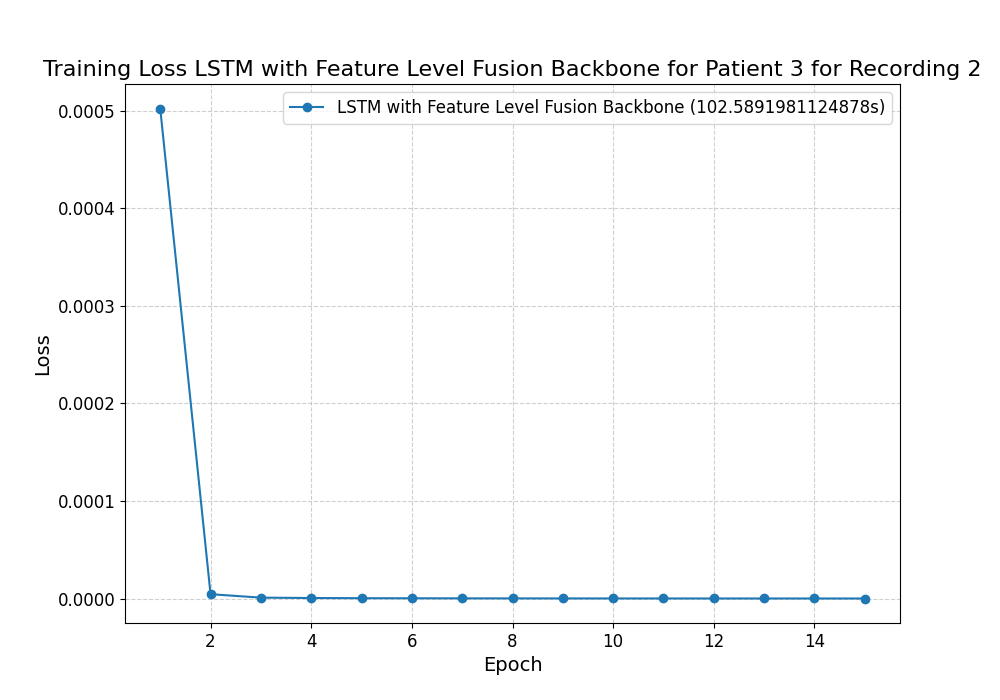 Training Loss LSTM with Feature Level Fusion Backbone for Patient 3 for Recording 2
LSTM with Feature Level Fusion Backbone (102.5891981124878s)
0.0005
0.0004
0.0003
0.0002
0.0001
0.0000
Loss
2 4 6 8 10 12 14
Epoch